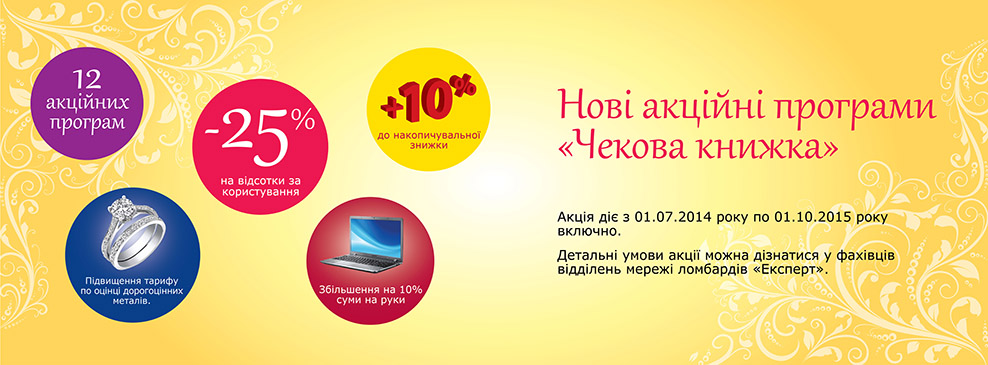 12
акційних
програм
-25%
на відсотки за
користування
+10%
до накопичувальної
знижки
Підвищення тарифу
по оцінці дорогоцінних
металів.
Збільшення на 10%
суми на руки
Нові акційні програми
«Чекова книжка»
Акція діє з 01.07.2014 року по 01.10.2015 року
включно.
Детальні умови акції можна дізнатися у фахівців
відділень мережі ломбардів «Експерт».